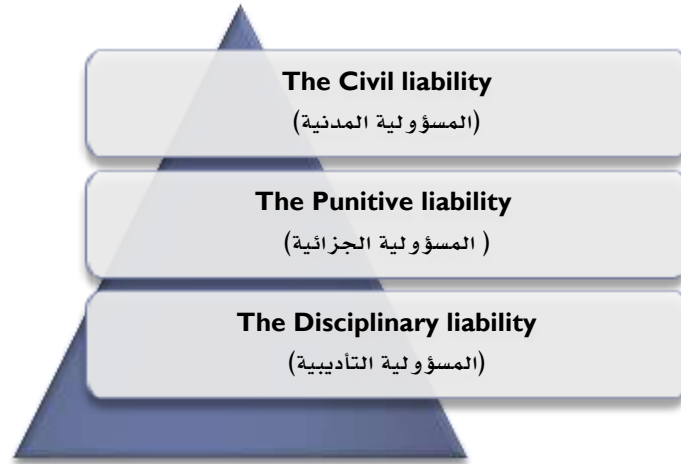 The Civil liability
(المسؤولية المدنية)
The Punitive liability
( المسؤولية الجزائية)
The Disciplinary liability
(المسؤولية التأديبية)